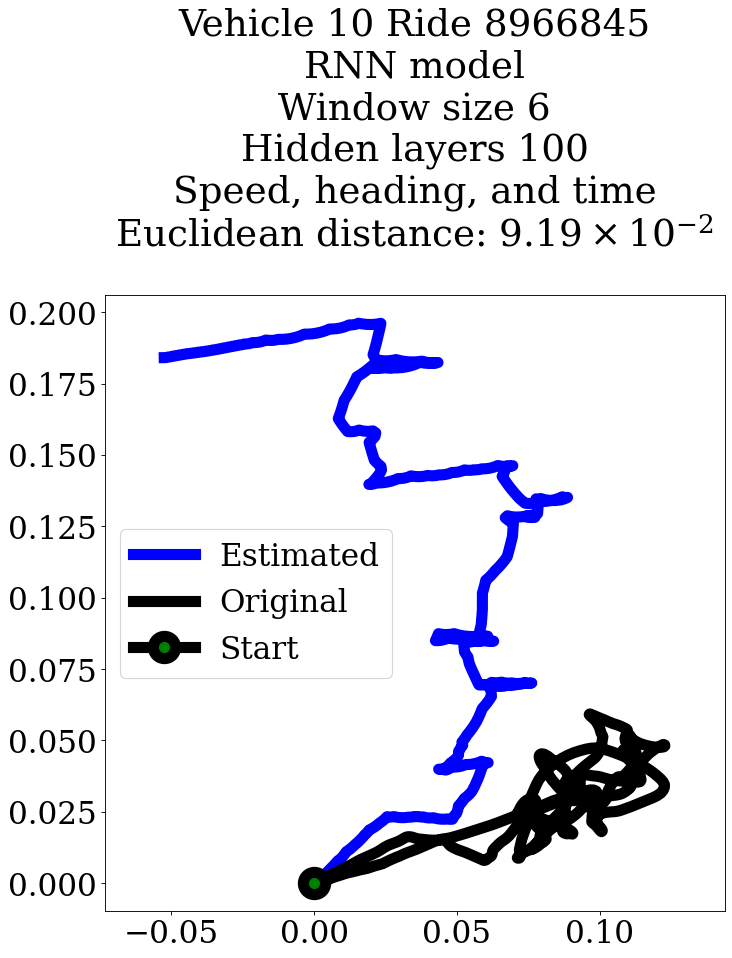 Vehicle 10 Ride 8966845
RNN model
Window size 6
Hidden layers 100
Speed, heading, and time
Euclidean distance: 9.19 × 10⁻²
0.200
0.175
0.150
0.125
0.100
0.075
0.050
0.025
0.000
Estimated
Original
Start
−0.05
0.00
0.05
0.10